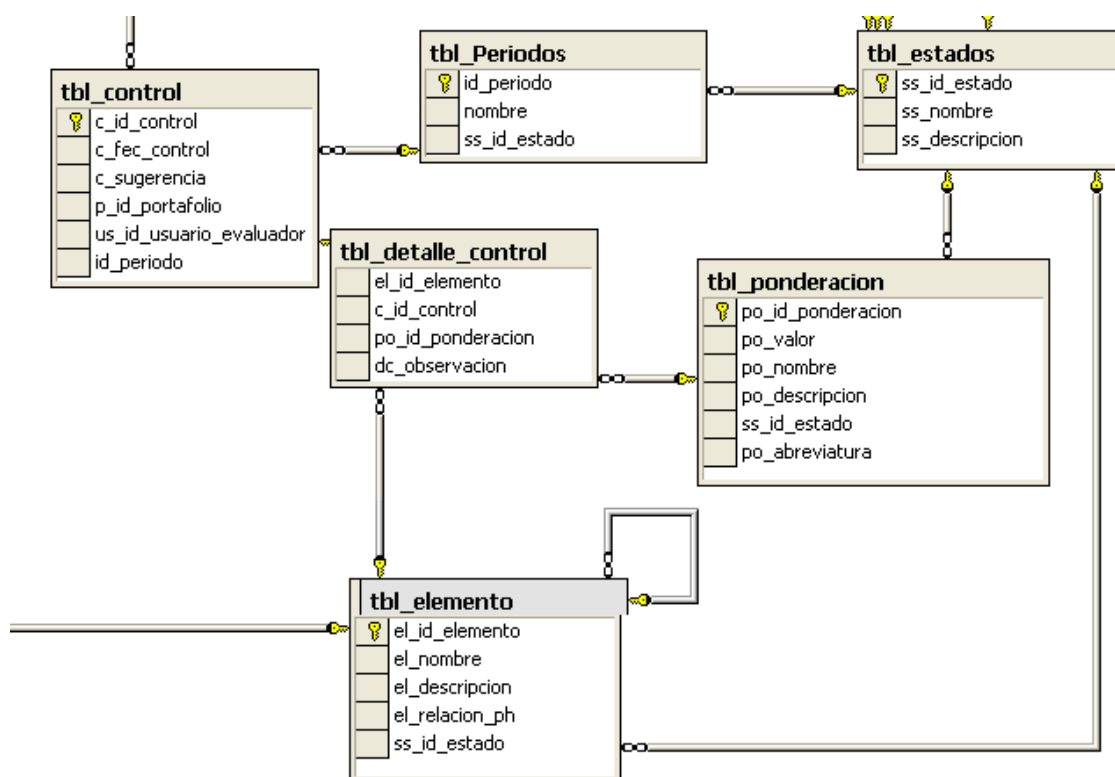 tbl_control
c_id_control
c_fec_control
c_sugerencia
p_id_portafolio
us_id_usuario_evaluador
id_periodo
tbl_Periodos
id_periodo
nombre
ss_id_estado
tbl_estados
ss_id_estado
ss_nombre
ss_descripcion
tbl_detalle_control
el_id_elemento
c_id_control
po_id_ponderacion
dc_observacion
tbl_ponderacion
po_id_ponderacion
po_valor
po_nombre
po_descripcion
ss_id_estado
po_abreviatura
tbl_elemento
el_id_elemento
el_nombre
el_descripcion
el_relacion_ph
ss_id_estado